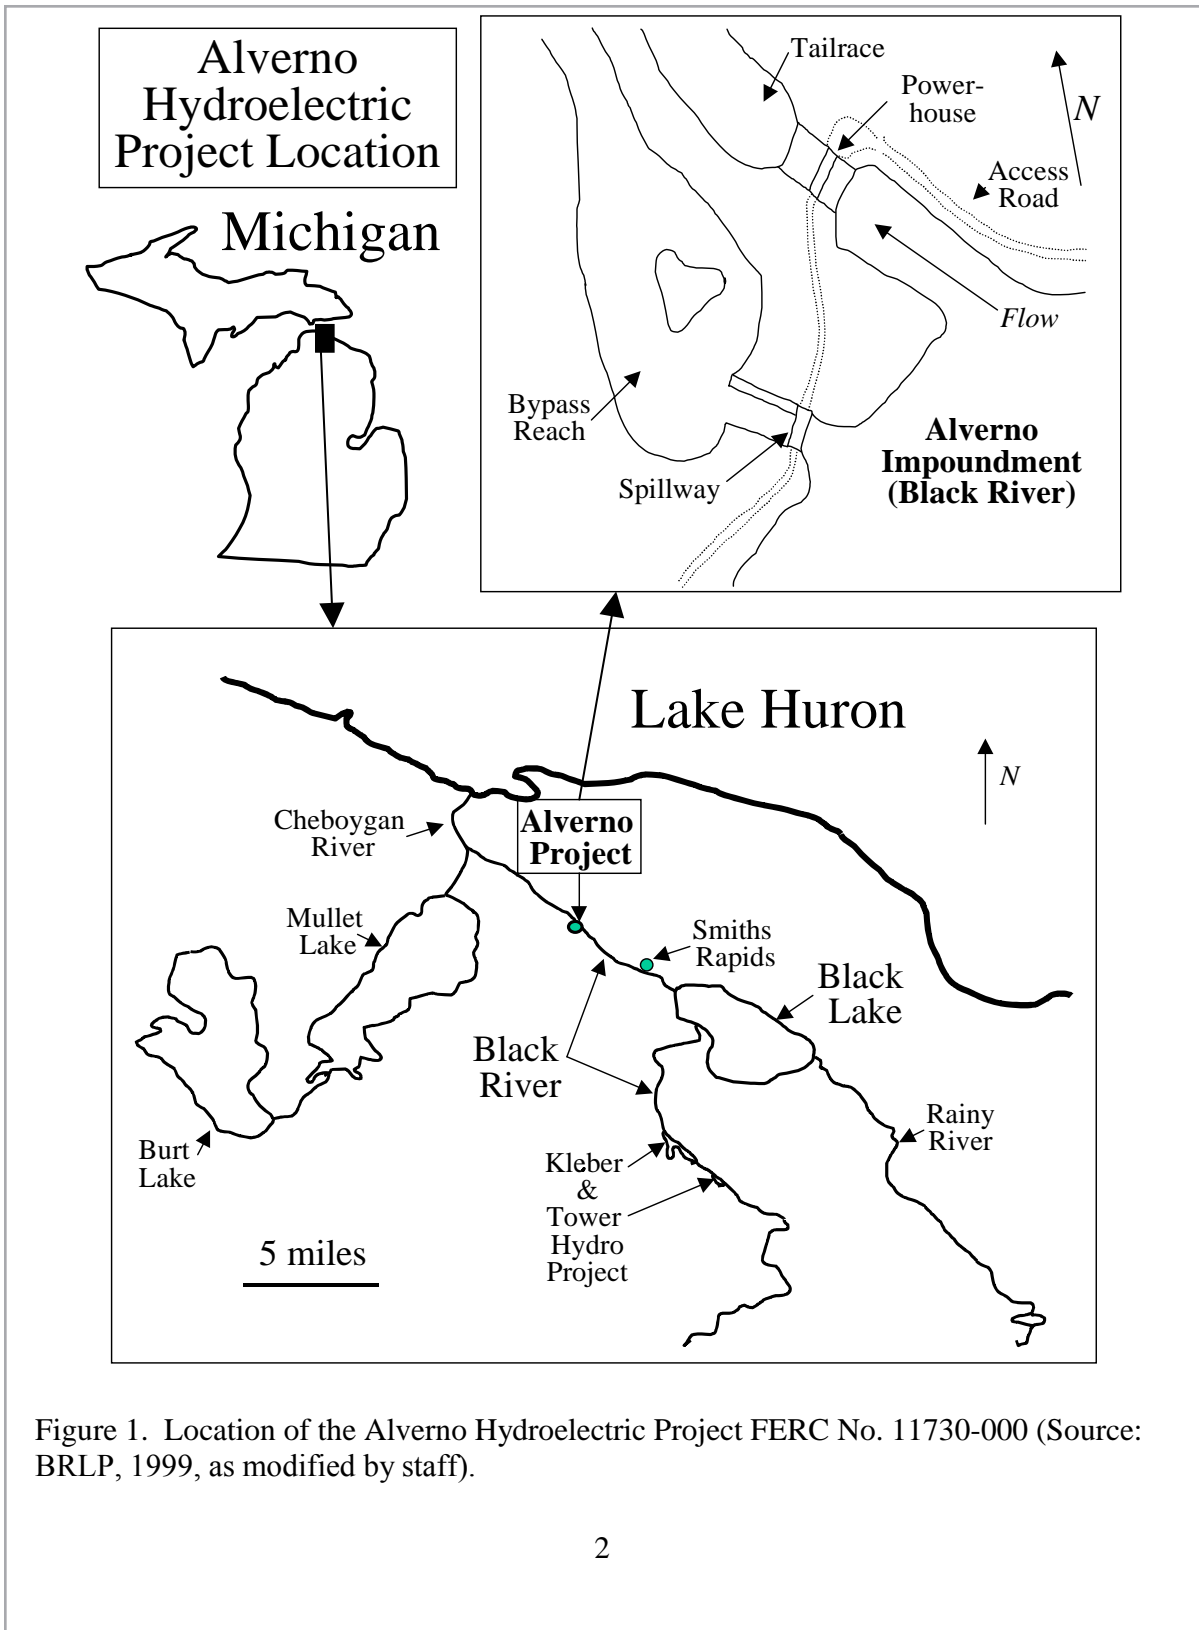 Alverno
Hydroelectric
Project Location
Michigan
Tailrace
Power-
house
N
Access
Road
Flow
Bypass
Reach
Spillway
Alverno
Impoundment
(Black River)
Lake Huron
N
Cheboygan
River
Alverno
Project
Mullet
Lake
Smiths
Rapids
Black
Lake
Black
River
Rainy
River
Burt
Lake
Kleber
&
Tower
Hydro
Project
5 miles
Figure 1. Location of the Alverno Hydroelectric Project FERC No. 11730-000 (Source:
BRLP, 1999, as modified by staff).
2